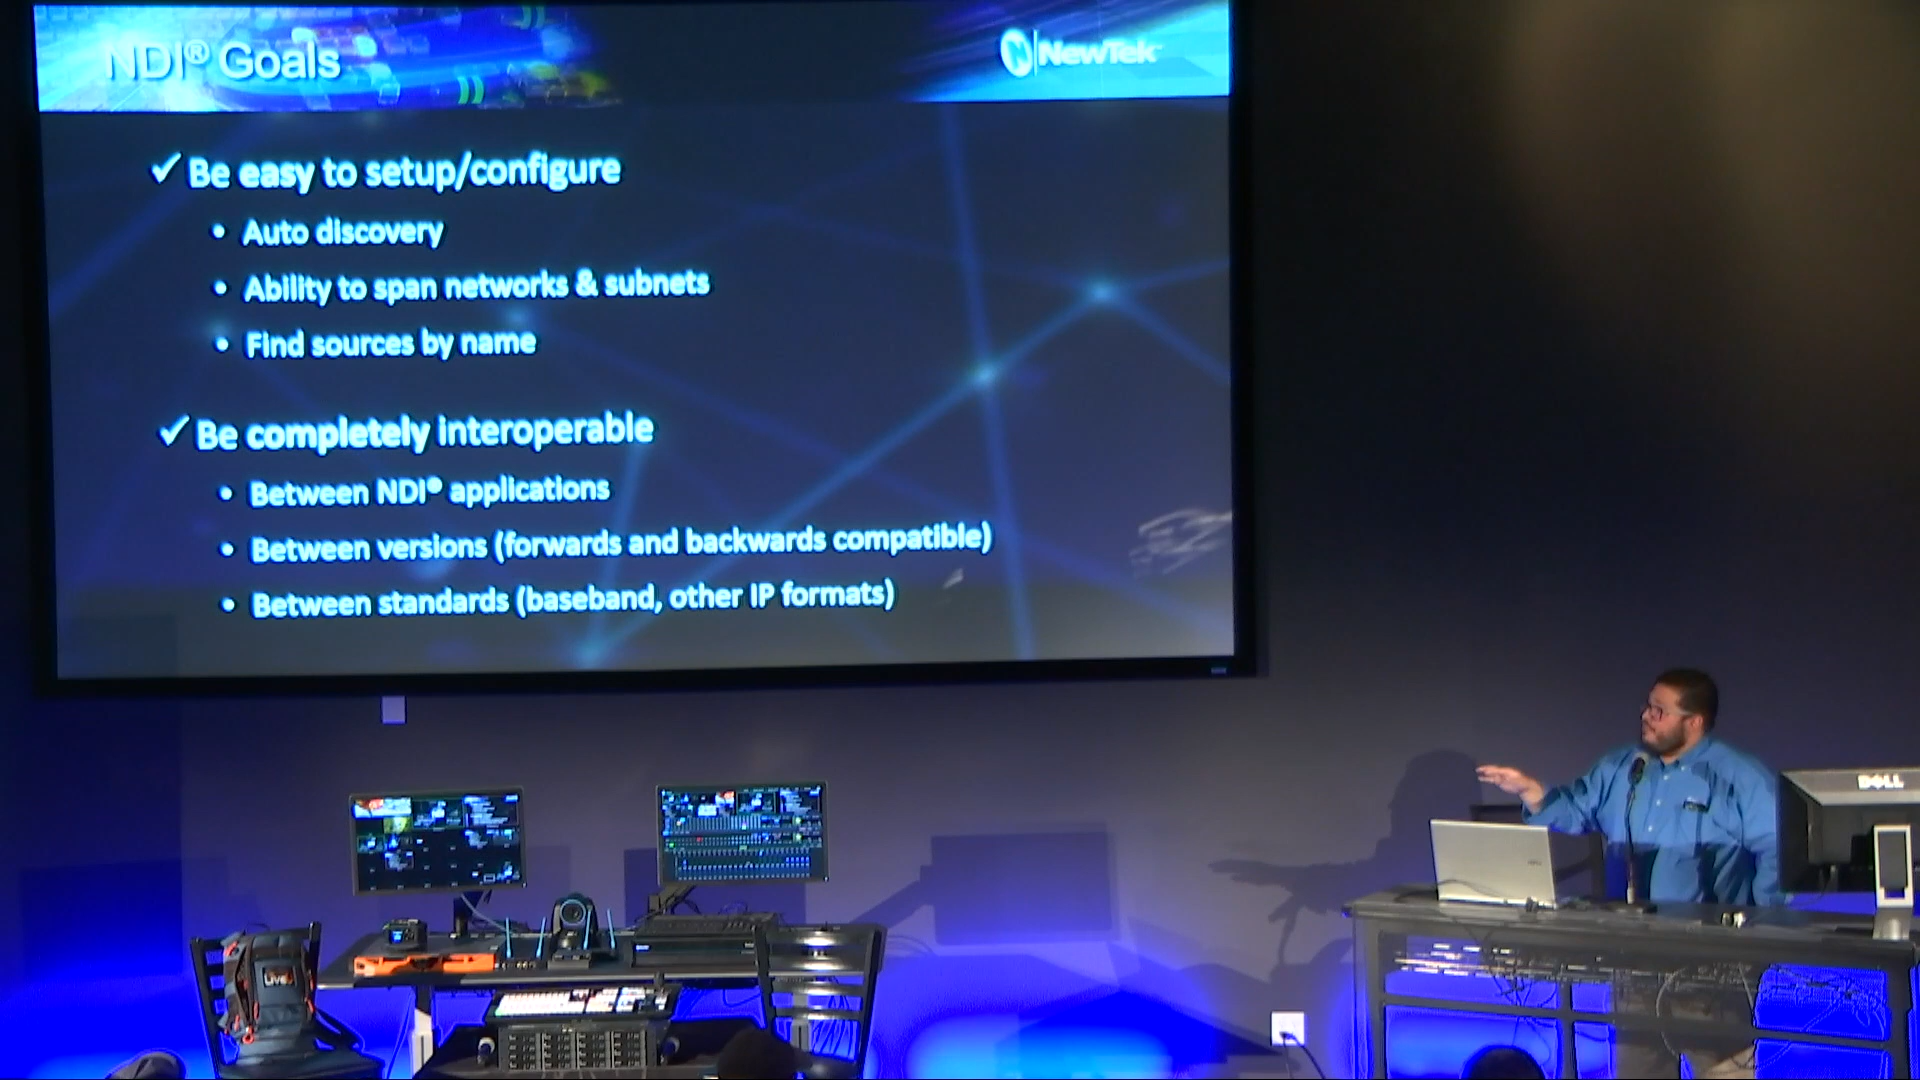 NDI® Goals
NewTek
✓ Be easy to setup/configure
• Auto discovery
• Ability to span networks & subnets
• Find sources by name
✓ Be completely interoperable
• Between NDI® applications
• Between versions (forwards and backwards compatible)
• Between standards (baseband, other IP formats)
DELL